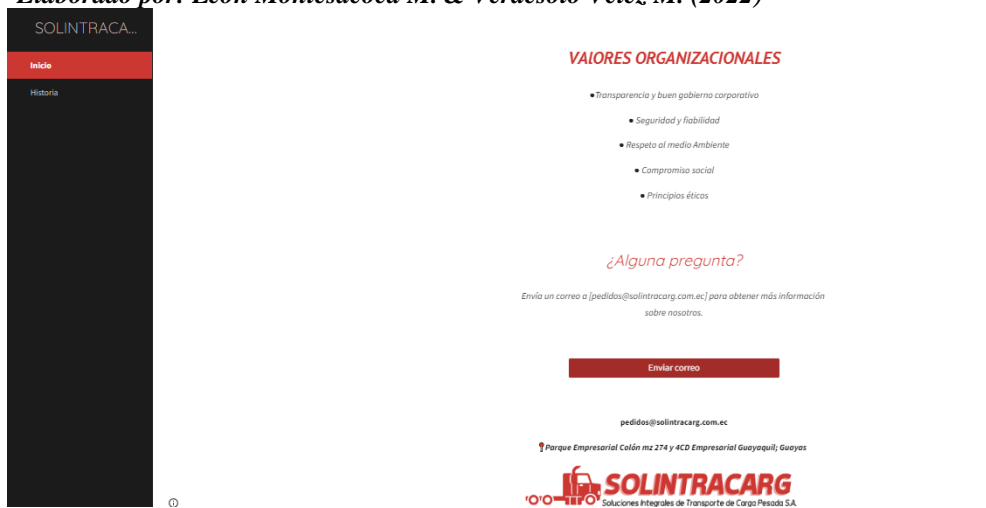 Elaborado por: León Montesdeoca M. & Verdesoto Vélez M. (2022)
SOLINTRACA...
Inicio
Historia
VALORES ORGANIZACIONALES
●Transparencia y buen gobierno corporativo
● Seguridad y fiabilidad
● Respeto al medio Ambiente
● Compromiso social
● Principios éticos
¿Alguna pregunta?
Envía un correo a [pedidos@solintracarg.com.ec] para obtener más información
sobre nosotros.
Enviar correo
pedidos@solintracarg.com.ec
Parque Empresarial Colón mz 274 y 4CD Empresarial Guayaquil; Guayas
SOLINTRACARG
Soluciones Integrales de Transporte de Carga Pesada S.A.